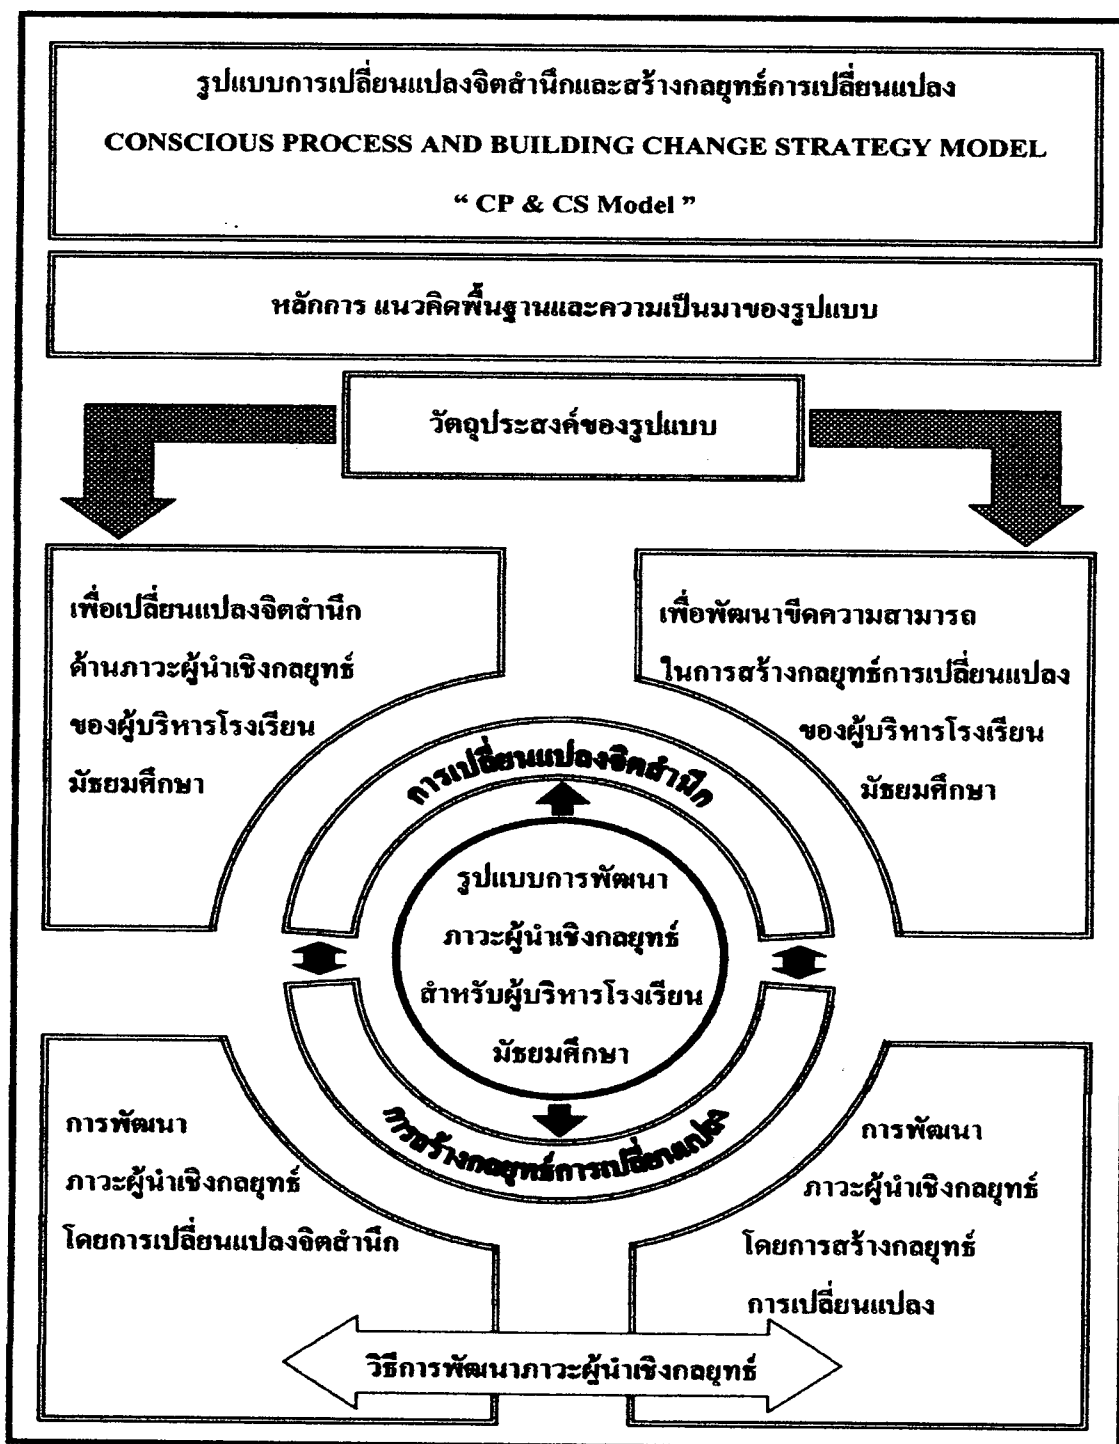 รูปแบบการเปลี่ยนแปลงจิตสำนึกและสร้างกลยุทธ์การเปลี่ยนแปลง
CONSCIOUS PROCESS AND BUILDING CHANGE STRATEGY MODEL
“ CP & CS Model ”
หลักการ แนวคิดพื้นฐานและความเป็นมาของรูปแบบ
วัตถุประสงค์ของรูปแบบ
เพื่อเปลี่ยนแปลงจิตสำนึก
ด้านภาวะผู้นำเชิงกลยุทธ์
ของผู้บริหารโรงเรียน
มัธยมศึกษา
เพื่อพัฒนาขีดความสามารถ
ในการสร้างกลยุทธ์การเปลี่ยนแปลง
ของผู้บริหารโรงเรียน
มัธยมศึกษา
การเปลี่ยนแปลงจิตสำนึก
รูปแบบการพัฒนา
ภาวะผู้นำเชิงกลยุทธ์
สำหรับผู้บริหารโรงเรียน
มัธยมศึกษา
การสร้างกลยุทธ์การเปลี่ยนแปลง
การพัฒนา
ภาวะผู้นำเชิงกลยุทธ์
โดยการเปลี่ยนแปลงจิตสำนึก
การพัฒนา
ภาวะผู้นำเชิงกลยุทธ์
โดยการสร้างกลยุทธ์
การเปลี่ยนแปลง
วิธีการพัฒนาภาวะผู้นำเชิงกลยุทธ์